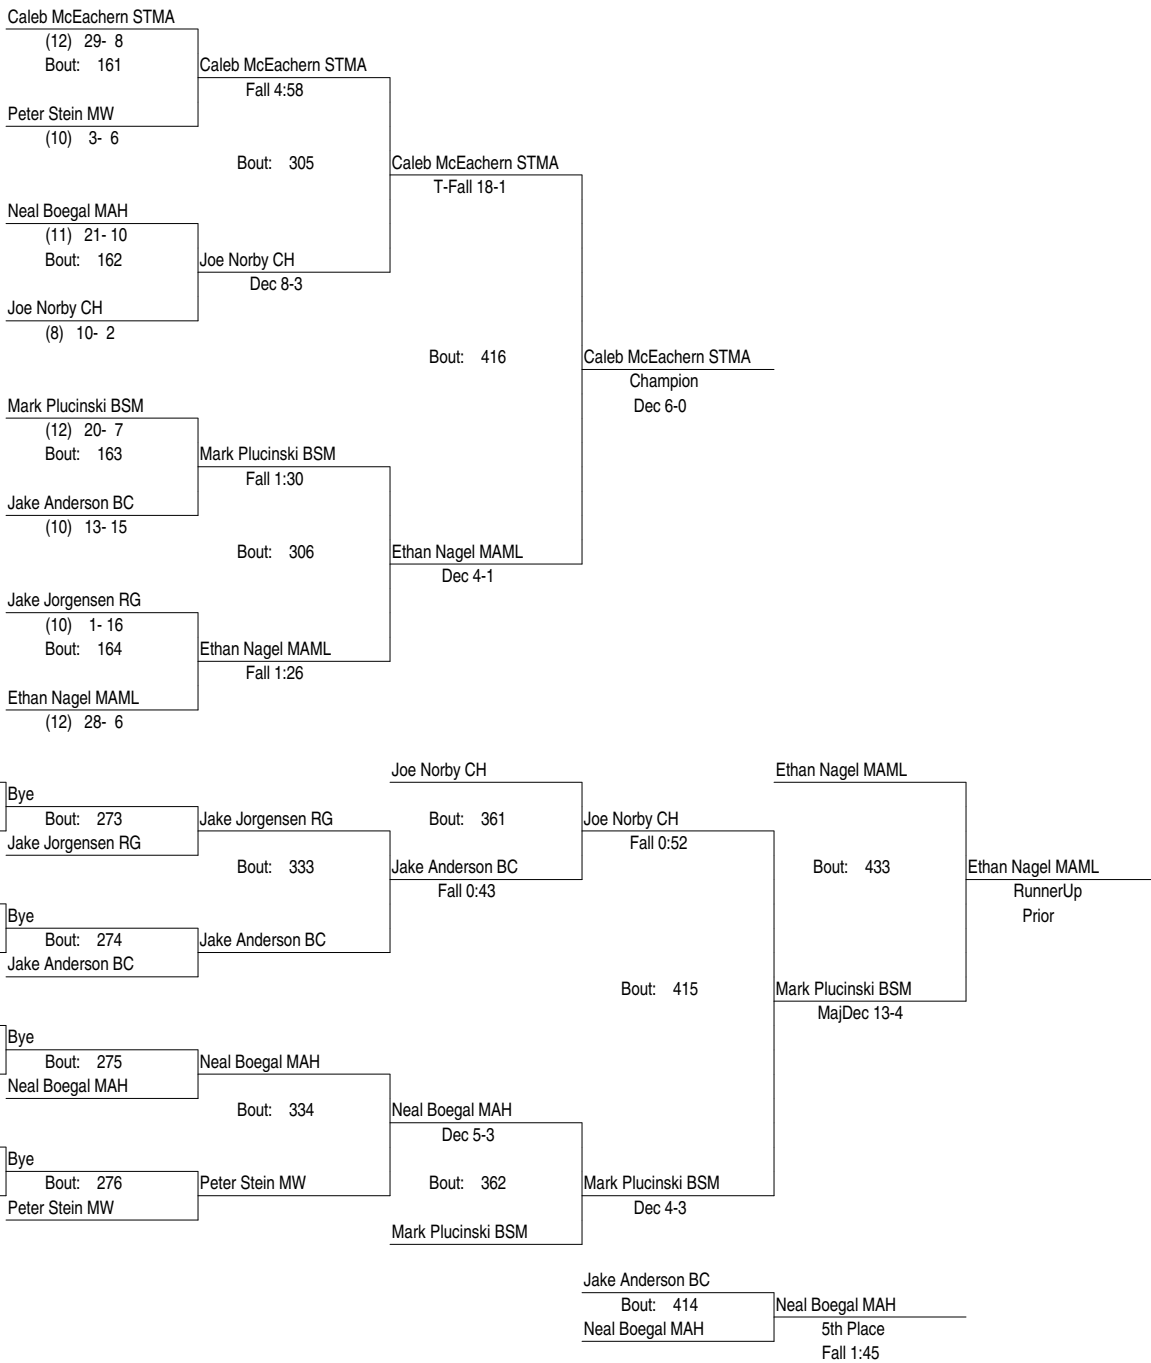 Caleb McEachern STMA
(12) 29- 8
Bout: 161
Caleb McEachern STMA
Fall 4:58
Peter Stein MW
(10) 3- 6
Bout: 305
Caleb McEachern STMA
T-Fall 18-1
Neal Boegal MAH
(11) 21- 10
Bout: 162
Joe Norby CH
Dec 8-3
Joe Norby CH
(8) 10- 2
Bout: 416
Caleb McEachern STMA
Champion
Dec 6-0
Mark Plucinski BSM
(12) 20- 7
Bout: 163
Mark Plucinski BSM
Fall 1:30
Jake Anderson BC
(10) 13- 15
Bout: 306
Ethan Nagel MAML
Dec 4-1
Jake Jorgensen RG
(10) 1- 16
Bout: 164
Ethan Nagel MAML
Fall 1:26
Ethan Nagel MAML
(12) 28- 6
Joe Norby CH
Ethan Nagel MAML
Bye
Bout: 273
Jake Jorgensen RG
Jake Jorgensen RG
Bout: 361
Joe Norby CH
Fall 0:52
Bout: 333
Jake Anderson BC
Fall 0:43
Bout: 433
Ethan Nagel MAML
RunnerUp
Prior
Bye
Bout: 274
Jake Anderson BC
Jake Anderson BC
Bout: 415
Mark Plucinski BSM
MajDec 13-4
Bye
Bout: 275
Neal Boegal MAH
Neal Boegal MAH
Bout: 334
Neal Boegal MAH
Dec 5-3
Bye
Bout: 276
Peter Stein MW
Peter Stein MW
Bout: 362
Mark Plucinski BSM
Dec 4-3
Mark Plucinski BSM
Jake Anderson BC
Bout: 414
Neal Boegal MAH
Neal Boegal MAH
5th Place
Fall 1:45